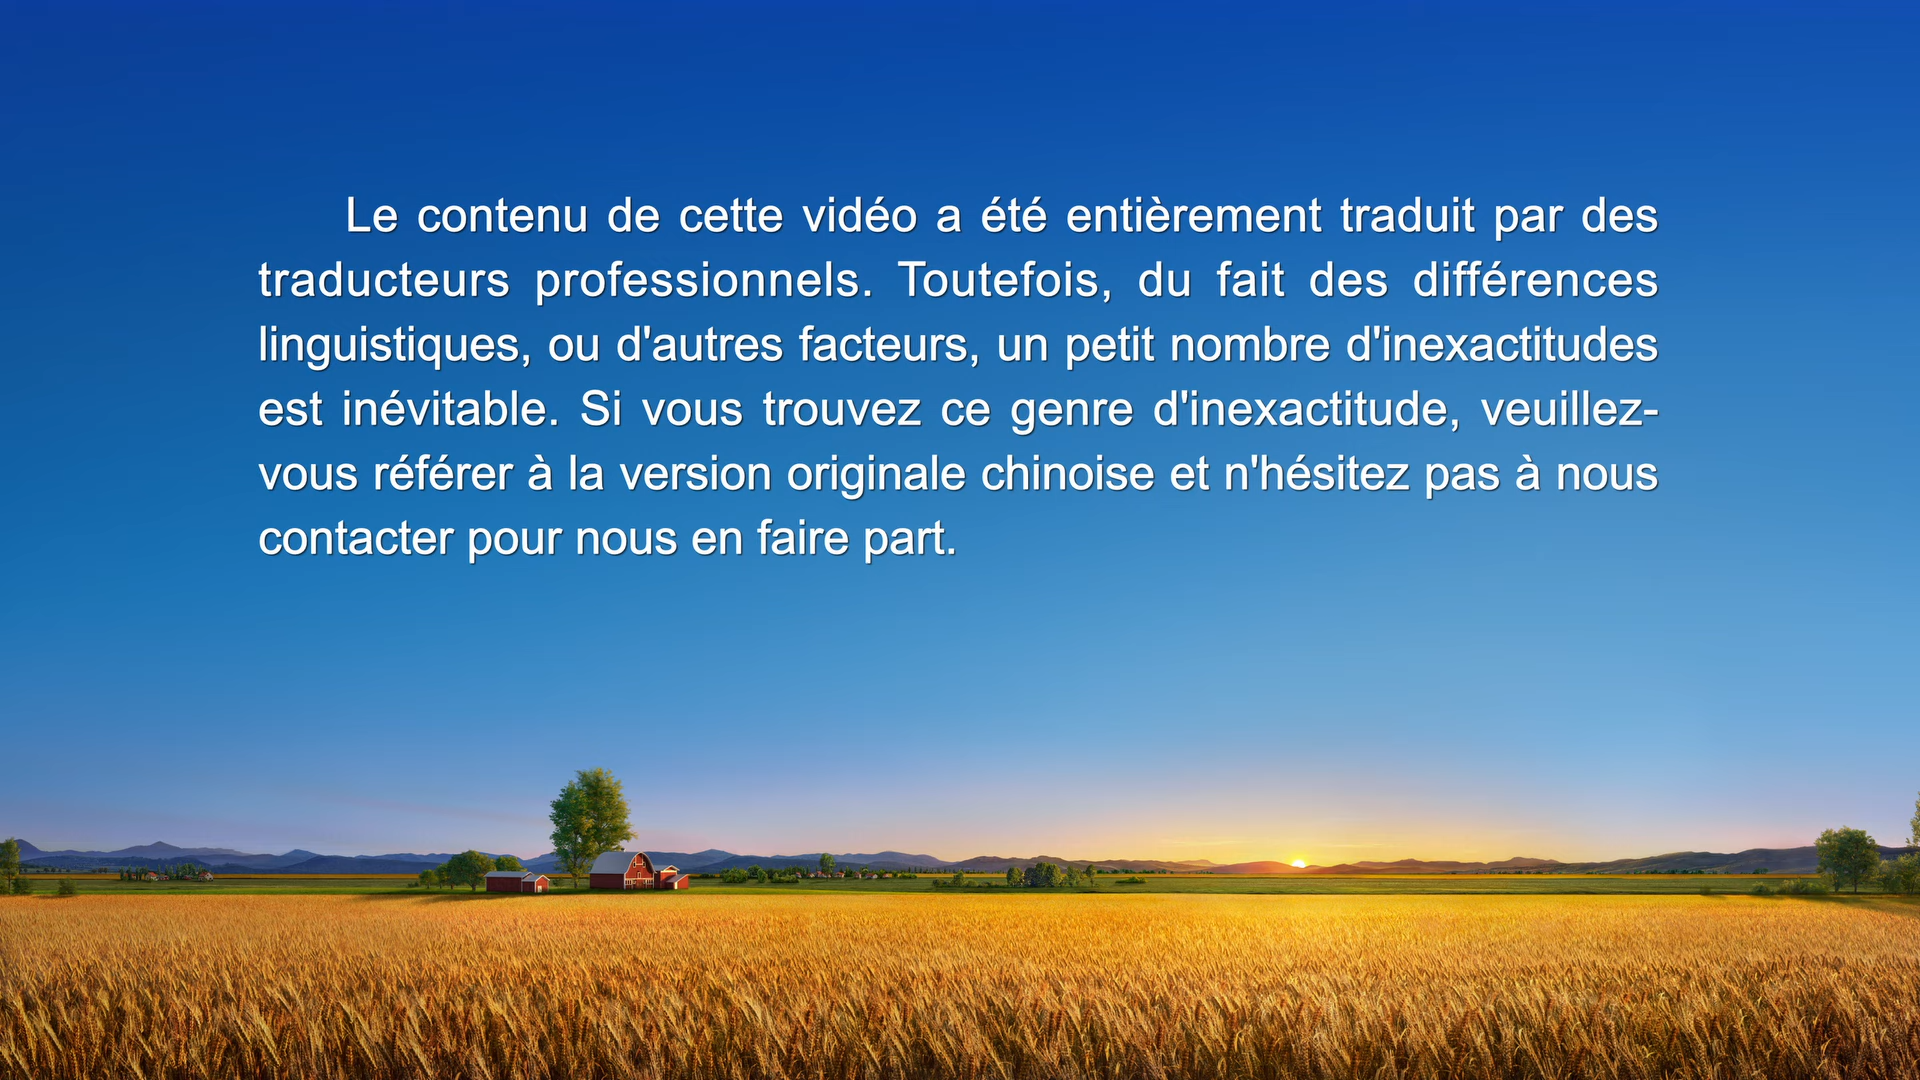 Le contenu de cette vidéo a été entièrement traduit par des
traducteurs professionnels. Toutefois, du fait des différences
linguistiques, ou d'autres facteurs, un petit nombre d'inexactitudes
est inévitable. Si vous trouvez ce genre d'inexactitude, veuillez-
vous référer à la version originale chinoise et n'hésitez pas à nous
contacter pour nous en faire part.